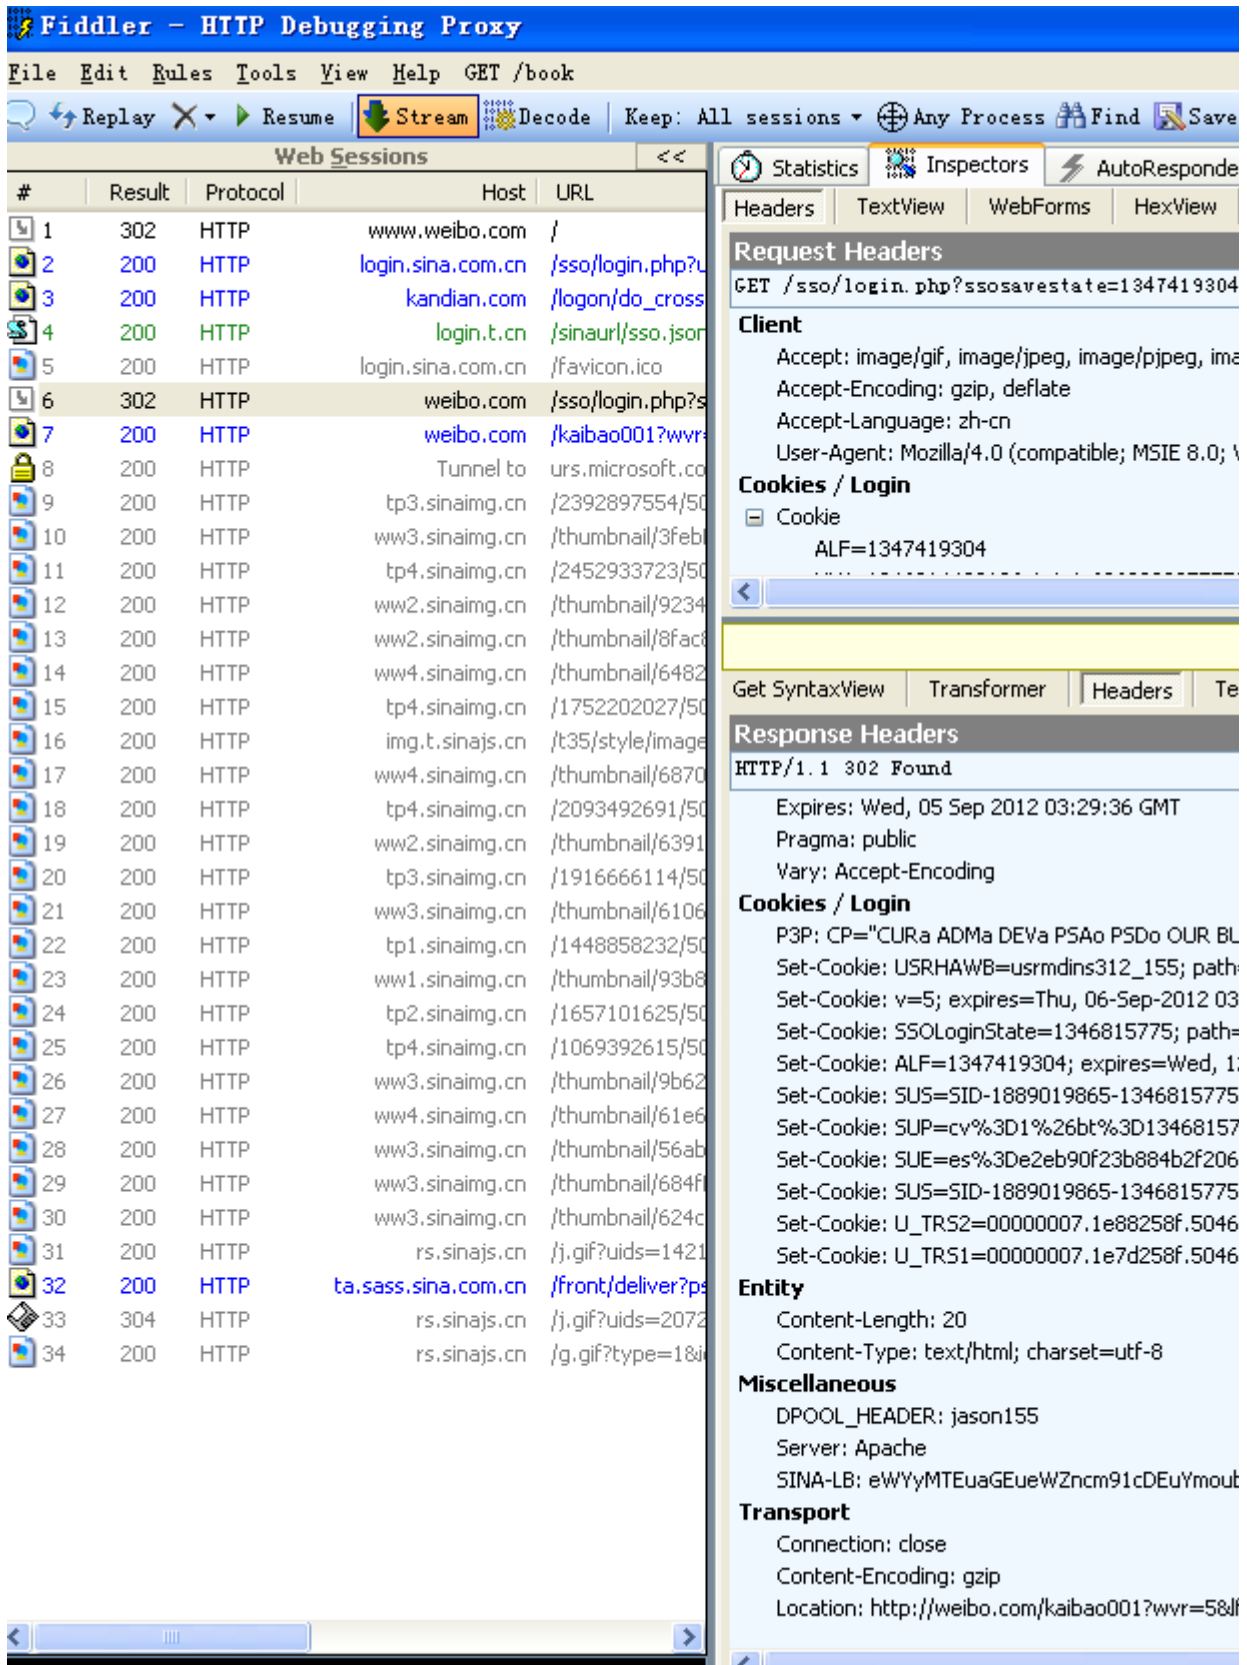 Fiddler - HTTP Debugging Proxy
File Edit Rules Tools View Help GET /book
Replay Resume Stream Decode Keep: All sessions Any Process Find Save
Web Sessions <<
# Result Protocol Host URL
1 302 HTTP www.weibo.com /
2 200 HTTP login.sina.com.cn /sso/login.php?u
3 200 HTTP kandian.com /logon/do_cross
4 200 HTTP login.t.cn /sinaurl/sso.json
5 200 HTTP login.sina.com.cn /favicon.ico
6 302 HTTP weibo.com /sso/login.php?s
7 200 HTTP weibo.com /kaibao001?wvr=
8 200 HTTP Tunnel to urs.microsoft.co
9 200 HTTP tp3.sinaimg.cn /2392897554/50
10 200 HTTP ww3.sinaimg.cn /thumbnail/3febl
11 200 HTTP tp4.sinaimg.cn /2452933723/50
12 200 HTTP ww2.sinaimg.cn /thumbnail/9234
13 200 HTTP ww2.sinaimg.cn /thumbnail/8fac8
14 200 HTTP ww4.sinaimg.cn /thumbnail/6482
15 200 HTTP tp4.sinaimg.cn /1752202027/50
16 200 HTTP img.t.sinajs.cn /t35/style/image
17 200 HTTP ww4.sinaimg.cn /thumbnail/6870
18 200 HTTP tp4.sinaimg.cn /2093492691/50
19 200 HTTP ww2.sinaimg.cn /thumbnail/6391
20 200 HTTP tp3.sinaimg.cn /1916666114/50
21 200 HTTP ww3.sinaimg.cn /thumbnail/6106
22 200 HTTP tp1.sinaimg.cn /1448858232/50
23 200 HTTP ww1.sinaimg.cn /thumbnail/93b8
24 200 HTTP tp2.sinaimg.cn /1657101625/50
25 200 HTTP tp4.sinaimg.cn /1069392615/50
26 200 HTTP ww3.sinaimg.cn /thumbnail/9b62
27 200 HTTP ww4.sinaimg.cn /thumbnail/61e6
28 200 HTTP ww3.sinaimg.cn /thumbnail/56ab
29 200 HTTP ww3.sinaimg.cn /thumbnail/684f
30 200 HTTP ww3.sinaimg.cn /thumbnail/624c
31 200 HTTP rs.sinajs.cn /j.gif?uids=1421
32 200 HTTP ta.sass.sina.com.cn /front/deliver?ps
33 304 HTTP rs.sinajs.cn /j.gif?uids=2072
34 200 HTTP rs.sinajs.cn /g.gif?type=1&i
Statistics Inspectors AutoResponde
Headers TextView WebForms HexView
Request Headers
GET /sso/login.php?ssosavestate=1347419304
Client
Accept: image/gif, image/jpeg, image/pjpeg, ima
Accept-Encoding: gzip, deflate
Accept-Language: zh-cn
User-Agent: Mozilla/4.0 (compatible; MSIE 8.0;
Cookies / Login
Cookie
ALF=1347419304
Get SyntaxView Transformer Headers Te
Response Headers
HTTP/1.1 302 Found
Expires: Wed, 05 Sep 2012 03:29:36 GMT
Pragma: public
Vary: Accept-Encoding
Cookies / Login
P3P: CP="CURa ADMa DEVa PSAo PSDo OUR BU
Set-Cookie: USRHAWB=usrmdins312_155; path=
Set-Cookie: v=5; expires=Thu, 06-Sep-2012 03
Set-Cookie: SSOLoginState=1346815775; path=
Set-Cookie: ALF=1347419304; expires=Wed, 12
Set-Cookie: SUS=SID-1889019865-1346815775
Set-Cookie: SUP=cv%3D1%26bt%3D13468157
Set-Cookie: SUE=es%3De2eb90f23b884b2f206
Set-Cookie: SUS=SID-1889019865-1346815775
Set-Cookie: U_TRS2=00000007.1e88258f.5046
Set-Cookie: U_TRS1=00000007.1e7d258f.5046
Entity
Content-Length: 20
Content-Type: text/html; charset=utf-8
Miscellaneous
DPOOL_HEADER: jason155
Server: Apache
SINA-LB: eWYyMTEuaGEueWZncm91cDEuYmoub
Transport
Connection: close
Content-Encoding: gzip
Location: http://weibo.com/kaibao001?wvr=5&lf